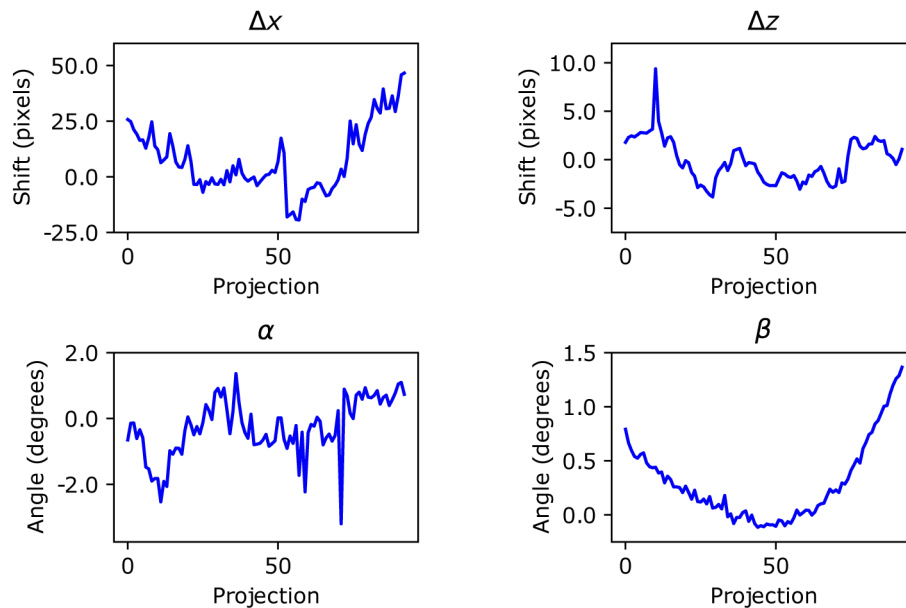 Δx
Shift (pixels)
50.0
25.0
0.0
-25.0
0
50
Projection
Δz
Shift (pixels)
10.0
5.0
0.0
-5.0
0
50
Projection
α
Angle (degrees)
2.0
0.0
-2.0
0
50
Projection
β
Angle (degrees)
1.5
1.0
0.5
0.0
0
50
Projection